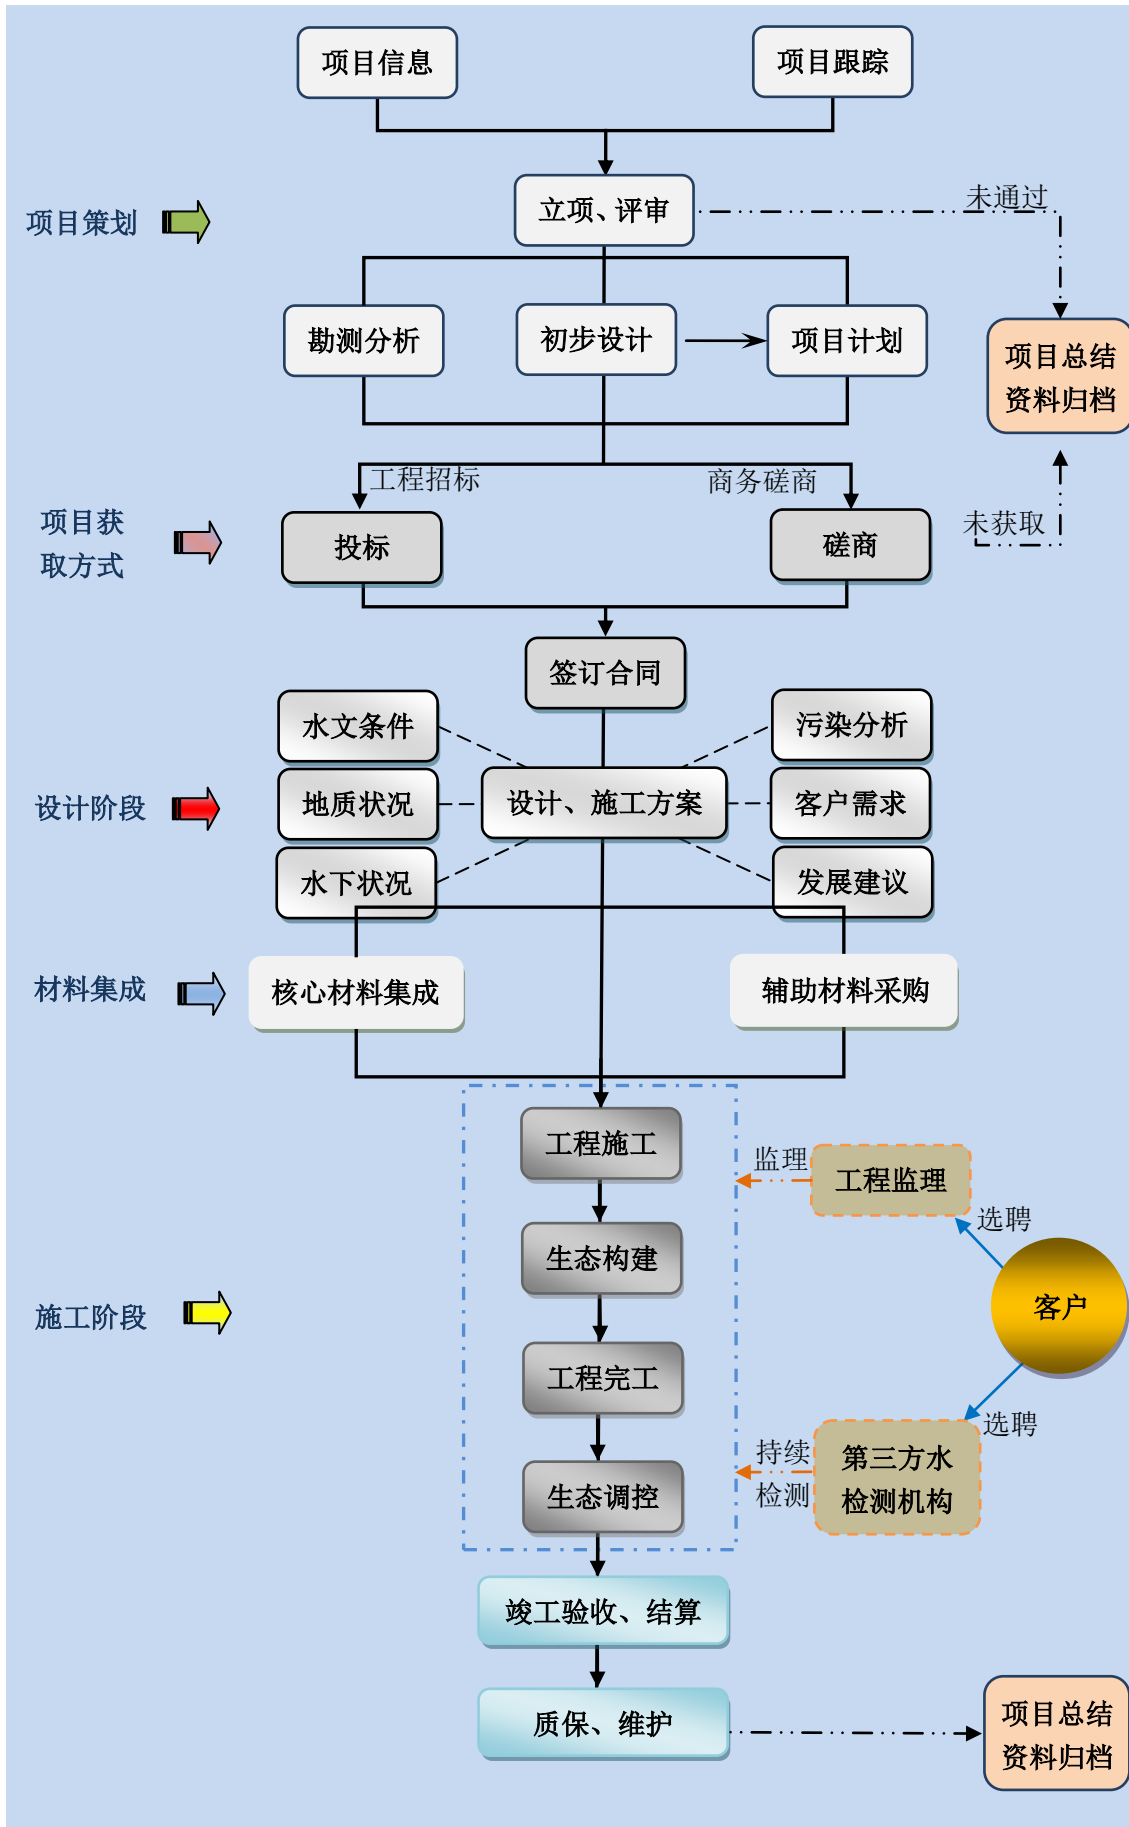 项目信息
项目跟踪
立项、评审
未通过
项目策划
勘测分析
初步设计
项目计划
项目总结
资料归档
工程招标
商务磋商
项目获
取方式
投标
磋商
未获取
签订合同
水文条件
污染分析
设计阶段
地质状况
设计、施工方案
客户需求
水下状况
发展建议
材料集成
核心材料集成
辅助材料采购
工程施工
监理
工程监理
选聘
生态构建
客户
施工阶段
工程完工
选聘
持续
检测
第三方水
检测机构
生态调控
竣工验收、结算
质保、维护
项目总结
资料归档